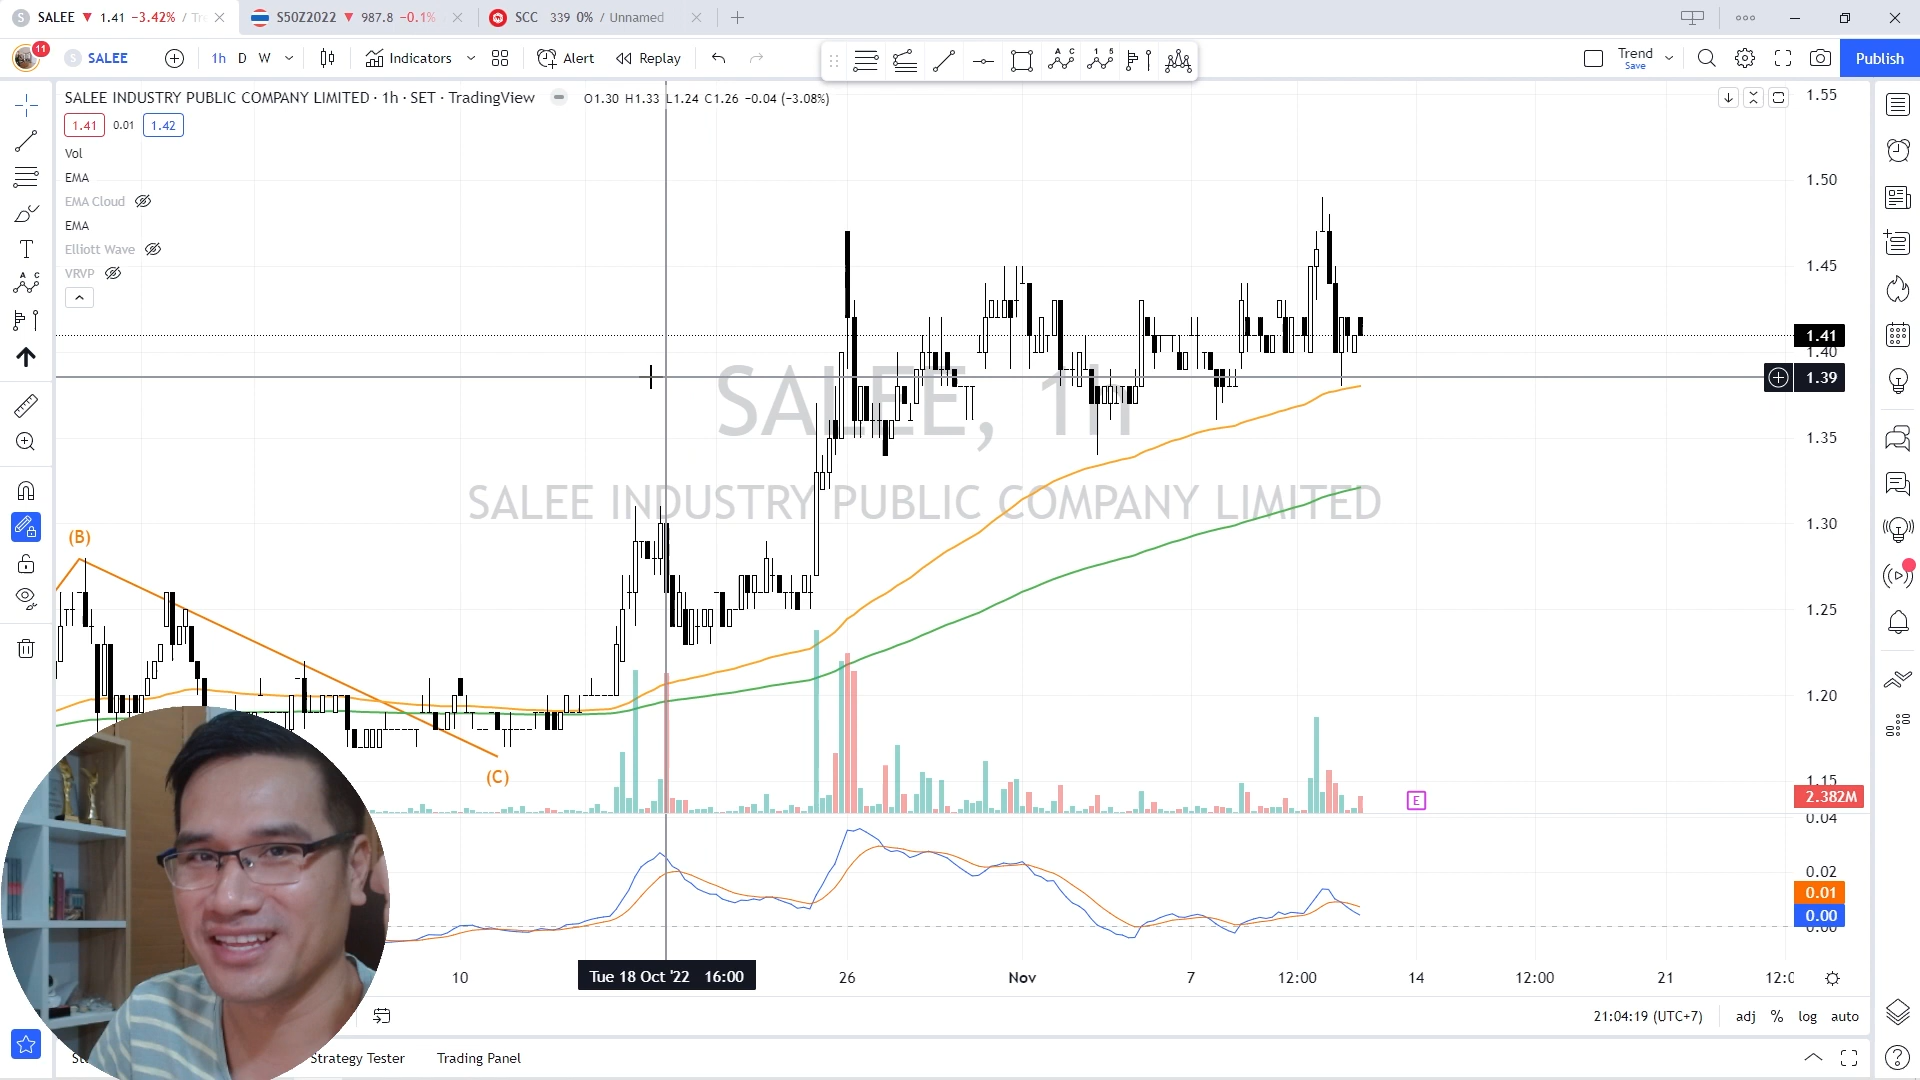 SALEE 1.41 −3.42% / Tr
S50Z2022 987.8 −0.1%
SCC 339 0% / Unnamed
11
SALEE
1h D W
Indicators
Alert
Replay
Trend
Save
Publish
SALEE INDUSTRY PUBLIC COMPANY LIMITED · 1h · SET · TradingView
O1.30 H1.33 L1.24 C1.26 −0.04 (−3.08%)
1.41 0.01 1.42
Vol
EMA
EMA Cloud
EMA
Elliott Wave
VRVP
SALEE, 1h
SALEE INDUSTRY PUBLIC COMPANY LIMITED
(B)
(C)
E
1.55
1.50
1.45
1.41
1.40
1.39
1.35
1.30
1.25
1.20
1.15
2.382M
0.04
0.02
0.01
0.00
0.00
10
Tue 18 Oct '22 16:00
26
Nov
7
12:00
14
12:00
21
21:04:19 (UTC+7)
adj % log auto
Strategy Tester
Trading Panel